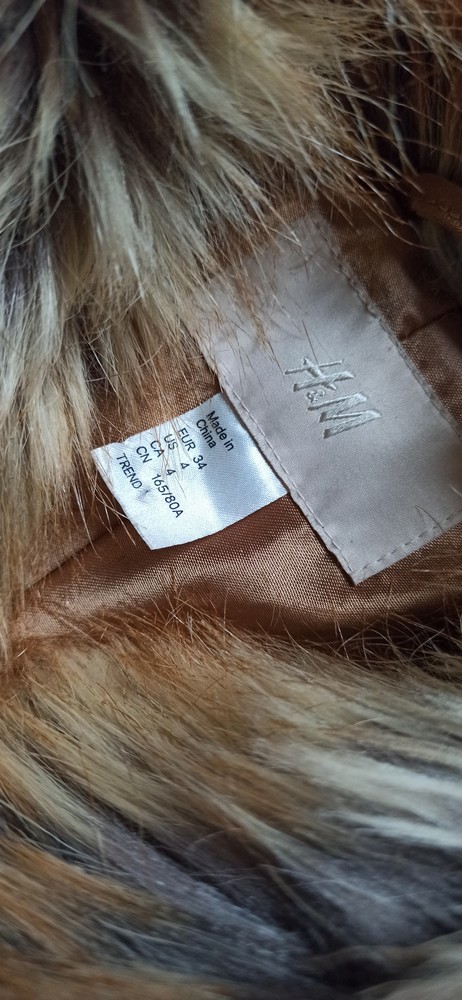 H&M
Made in
China
EUR 34
US 4
CA 4
CN 165/80A
TREND